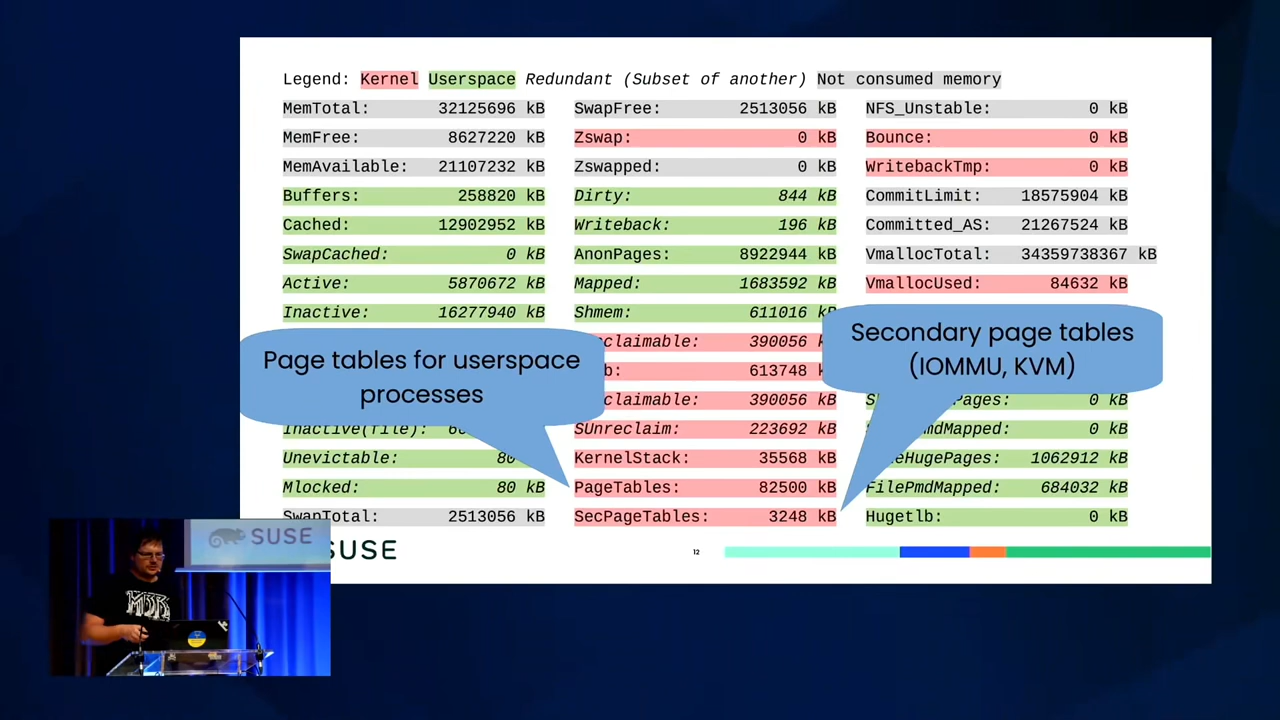 Legend: Kernel Userspace Redundant (Subset of another) Not consumed memory
MemTotal: 32125696 kB
MemFree: 8627220 kB
MemAvailable: 21107232 kB
Buffers: 258820 kB
Cached: 12902952 kB
SwapCached: 0 kB
Active: 5870672 kB
Inactive: 16277940 kB
Page tables for userspace
processes
Inactive(file):
Unevictable: 80
Mlocked: 80 kB
SwapTotal: 2513056 kB
SwapFree: 2513056 kB
Zswap: 0 kB
Zswapped: 0 kB
Dirty: 844 kB
Writeback: 196 kB
AnonPages: 8922944 kB
Mapped: 1683592 kB
Shmem: 611016 kB
claimable: 390056
b: 613748 kB
claimable: 390056 kB
SUnreclaim: 223692 kB
KernelStack: 35568 kB
PageTables: 82500 kB
SecPageTables: 3248 kB
NFS_Unstable: 0 kB
Bounce: 0 kB
WritebackTmp: 0 kB
CommitLimit: 18575904 kB
Committed_AS: 21267524 kB
VmallocTotal: 34359738367 kB
VmallocUsed: 84632 kB
Secondary page tables
(IOMMU, KVM)
ages: 0 kB
mdMapped: 0 kB
eHugePages: 1062912 kB
FilePmdMapped: 684032 kB
Hugetlb: 0 kB
SUSE
12
SUSE